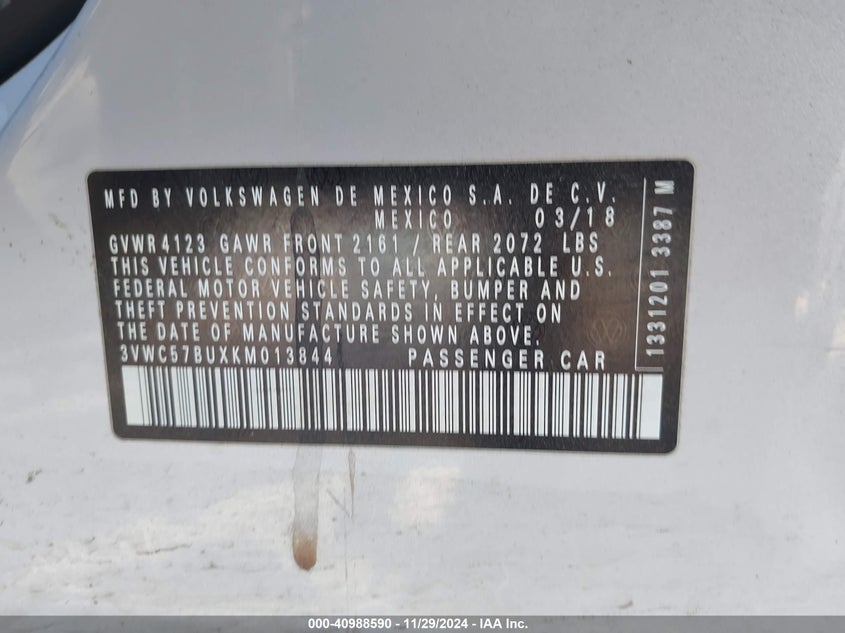 MFD BY VOLKSWAGEN DE MEXICO S.A. DE C.V.
MEXICO 03/18
GVWR 4123 GAWR FRONT 2161 / REAR 2072 LBS
THIS VEHICLE CONFORMS TO ALL APPLICABLE U.S.
FEDERAL MOTOR VEHICLE SAFETY, BUMPER AND
THEFT PREVENTION STANDARDS IN EFFECT ON
THE DATE OF MANUFACTURE SHOWN ABOVE.
3VWC57BUXKM013844 PASSENGER CAR
1331201 3387 M
000-40988590 - 11/29/2024 - IAA Inc.